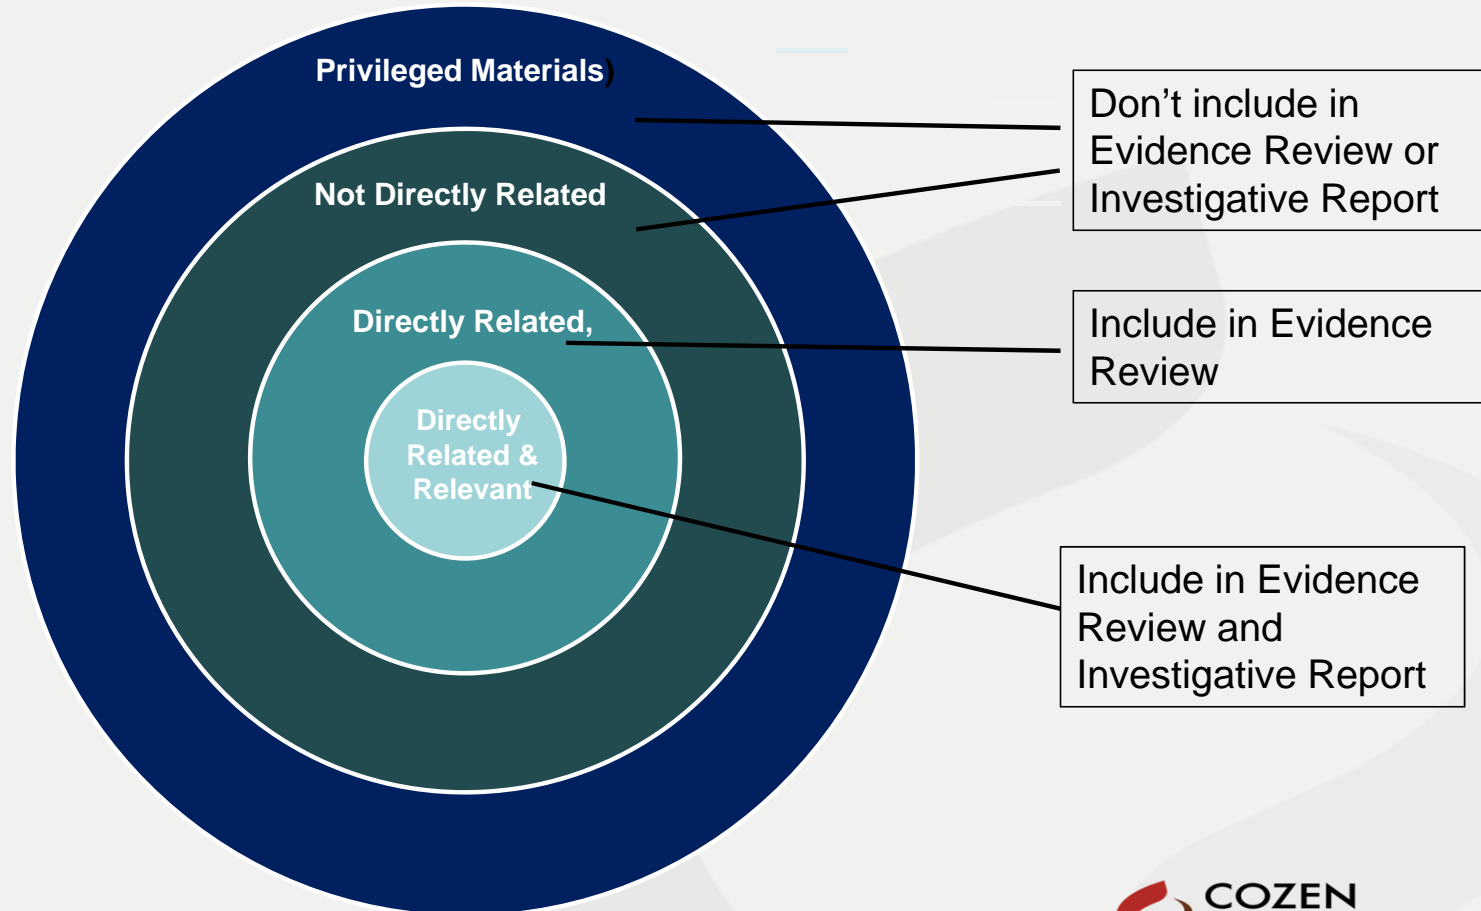 Privileged Materials)
Not Directly Related
Directly Related,
Directly
Related &
Relevant
Don’t include in
Evidence Review or
Investigative Report
Include in Evidence
Review
Include in Evidence
Review and
Investigative Report
COZEN